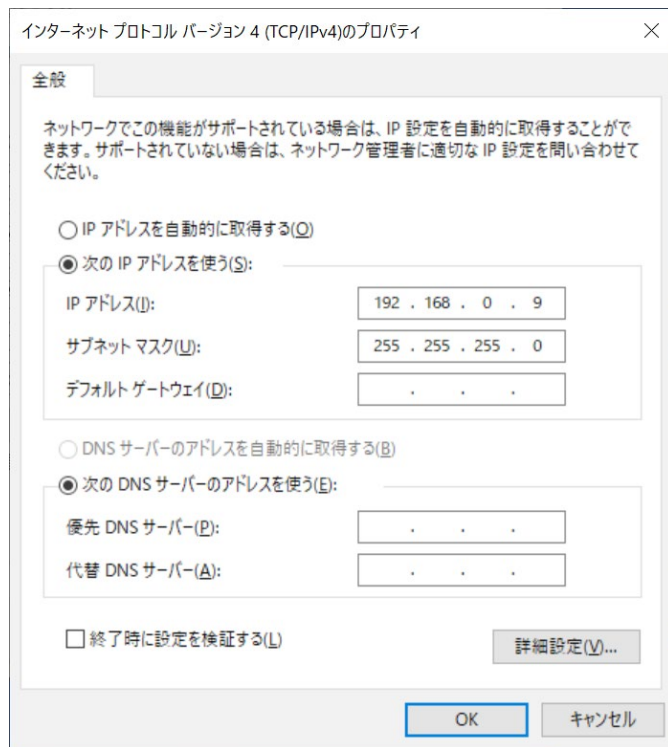 インターネット プロトコル バージョン 4 (TCP/IPv4)のプロパティ
全般
ネットワークでこの機能がサポートされている場合は、IP 設定を自動的に取得することがで
きます。サポートされていない場合は、ネットワーク管理者に適切な IP 設定を問い合わせて
ください。
IP アドレスを自動的に取得する(O)
次の IP アドレスを使う(S):
IP アドレス(I): 192 . 168 . 0 . 9
サブネット マスク(U): 255 . 255 . 255 . 0
デフォルト ゲートウェイ(D): . . .
DNS サーバーのアドレスを自動的に取得する(B)
次の DNS サーバーのアドレスを使う(E):
優先 DNS サーバー(P): . . .
代替 DNS サーバー(A): . . .
終了時に設定を検証する(L)
詳細設定(V)...
OK キャンセル